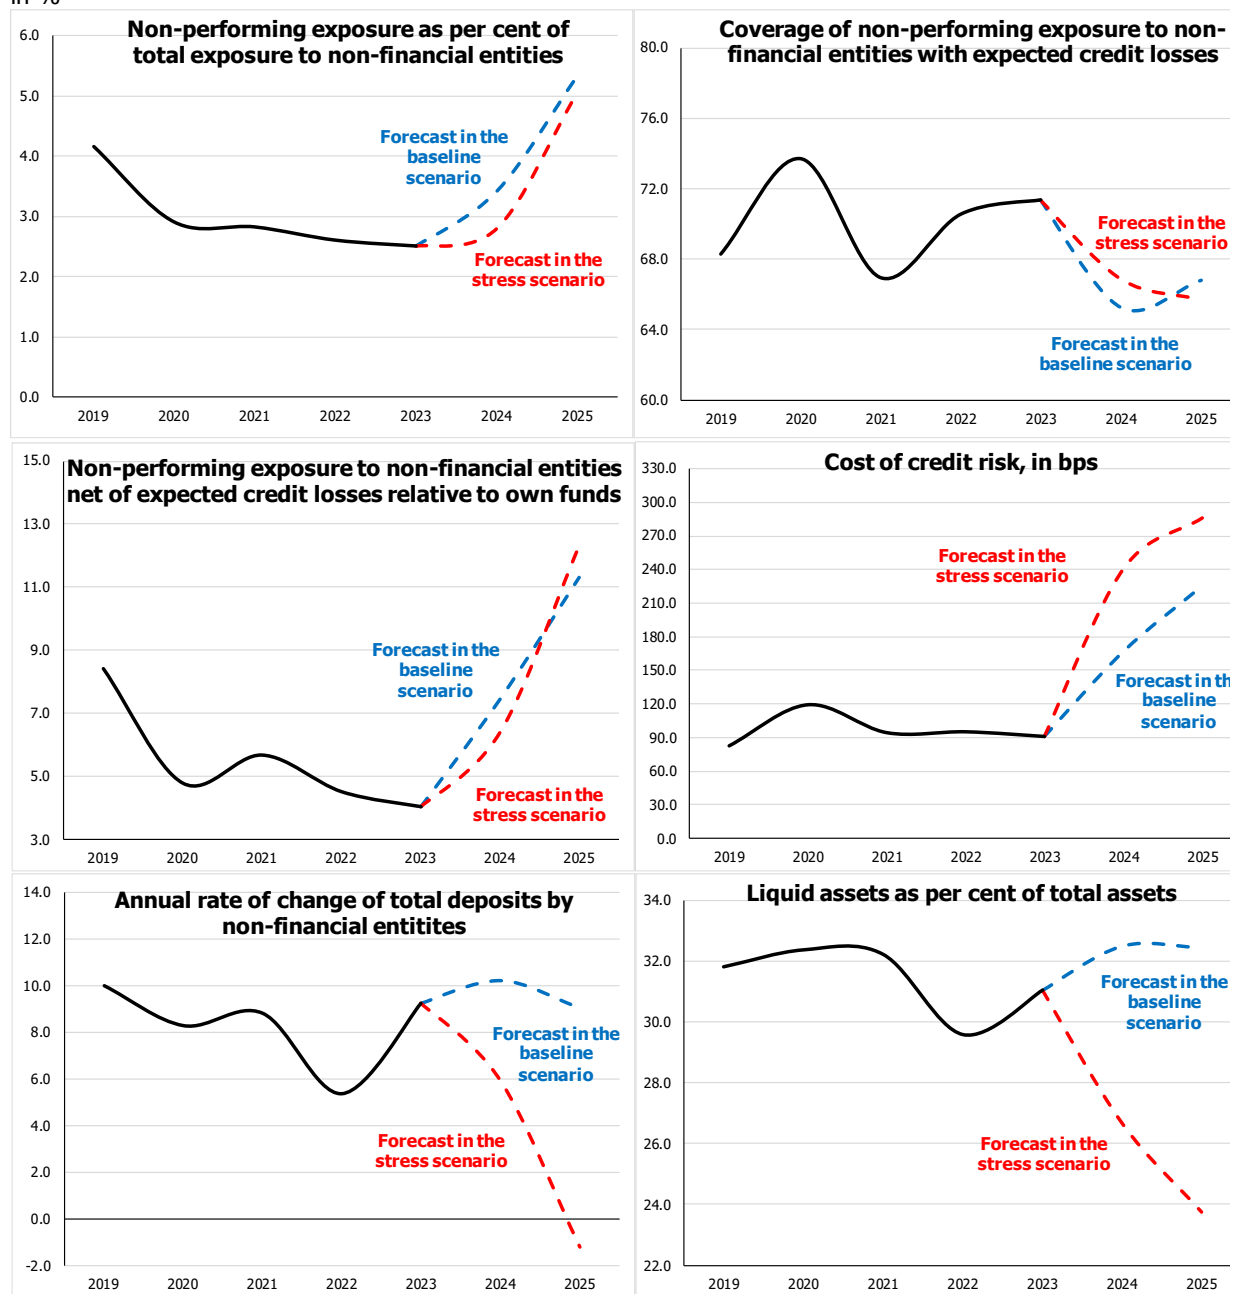 Non-performing exposure as per cent of
total exposure to non-financial entities
6.0
5.0
4.0
3.0
2.0
1.0
0.0
Forecast in the
baseline
scenario
Forecast in the
stress scenario
2019 2020 2021 2022 2023 2024 2025
Coverage of non-performing exposure to non-
financial entities with expected credit losses
80.0
76.0
72.0
68.0
64.0
60.0
Forecast in the
stress scenario
Forecast in the
baseline scenario
2019 2020 2021 2022 2023 2024 2025
Non-performing exposure to non-financial entities
net of expected credit losses relative to own funds
15.0
13.0
11.0
9.0
7.0
5.0
3.0
Forecast in the
baseline
scenario
Forecast in the
stress scenario
2019 2020 2021 2022 2023 2024 2025
Cost of credit risk, in bps
330.0
300.0
270.0
240.0
210.0
180.0
150.0
120.0
90.0
60.0
30.0
0.0
Forecast in the
stress scenario
Forecast in th
baseline
scenario
2019 2020 2021 2022 2023 2024 2025
Annual rate of change of total deposits by
non-financial entitites
14.0
12.0
10.0
8.0
6.0
4.0
2.0
0.0
-2.0
Forecast in the
baseline
scenario
Forecast in the
stress scenario
2019 2020 2021 2022 2023 2024 2025
Liquid assets as per cent of total assets
34.0
32.0
30.0
28.0
26.0
24.0
22.0
Forecast in the
baseline
scenario
Forecast in the
stress scenario
2019 2020 2021 2022 2023 2024 2025